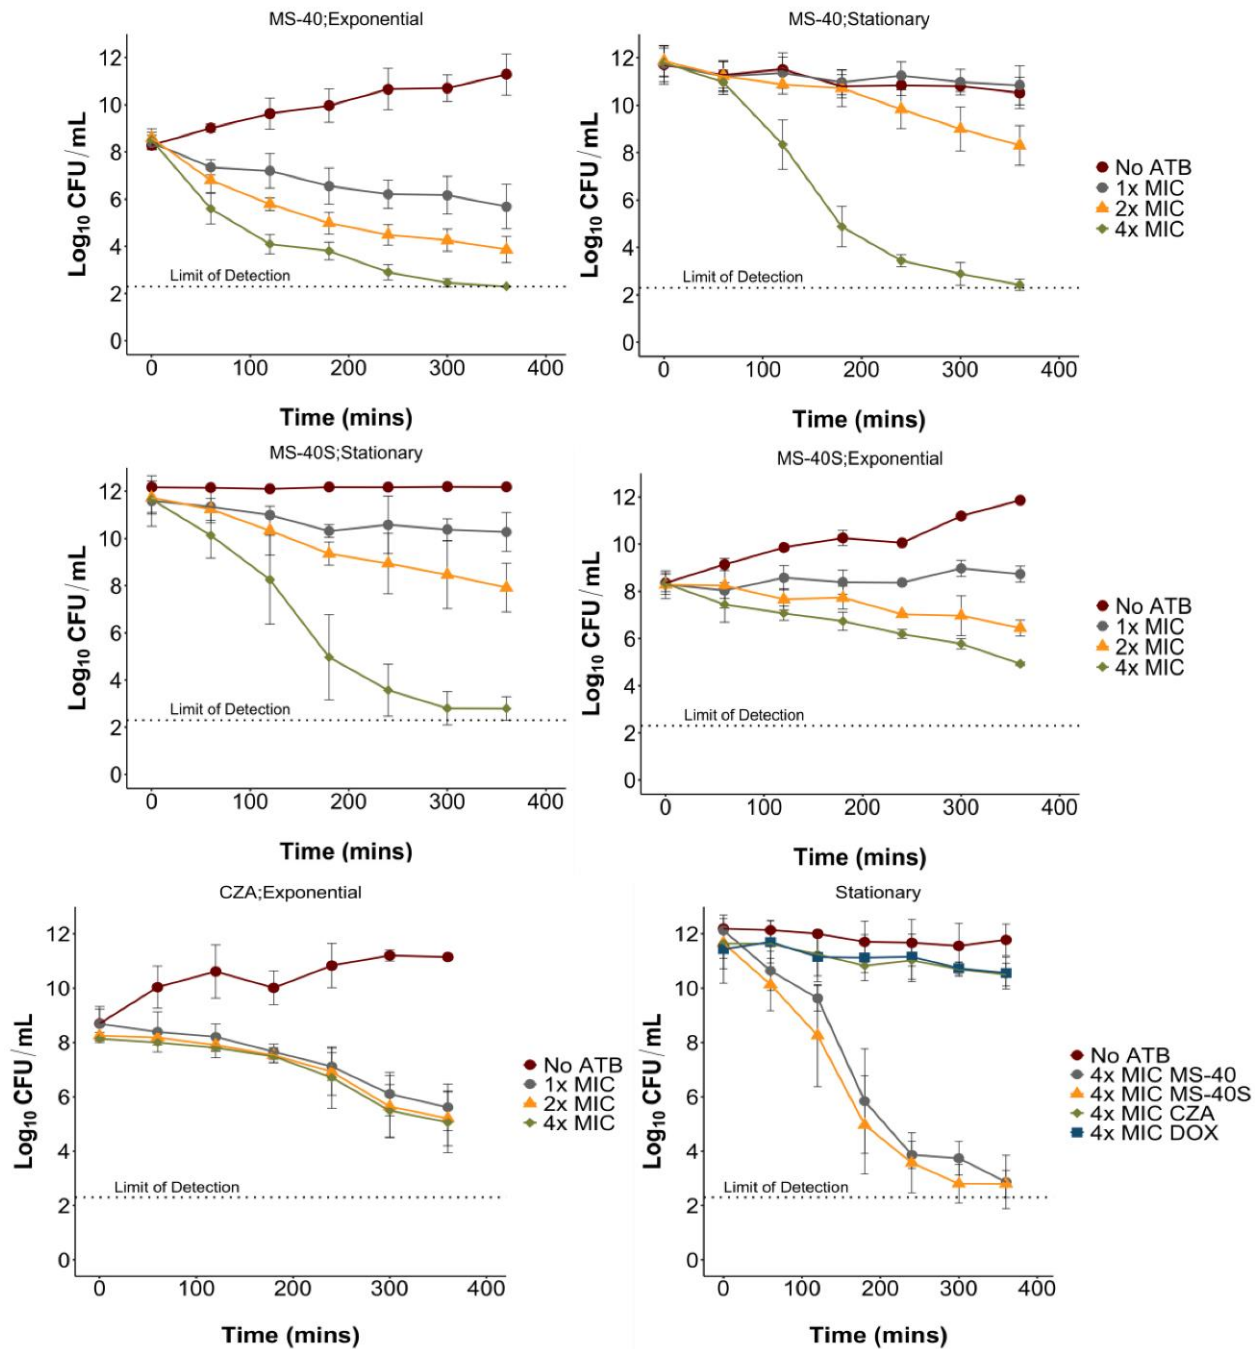 MS-40;Exponential
Log10 CFU/mL
12
10
8
6
4
2
0
Limit of Detection
0 100 200 300 400
Time (mins)
MS-40;Stationary
Log10 CFU/mL
12
10
8
6
4
2
0
Limit of Detection
0 100 200 300 400
Time (mins)
No ATB
1x MIC
2x MIC
4x MIC
MS-40S;Stationary
Log10 CFU/mL
12
10
8
6
4
2
0
Limit of Detection
0 100 200 300 400
Time (mins)
MS-40S;Exponential
Log10 CFU/mL
12
10
8
6
4
2
0
Limit of Detection
0 100 200 300 400
Time (mins)
No ATB
1x MIC
2x MIC
4x MIC
CZA;Exponential
Log10 CFU/mL
12
10
8
6
4
2
0
Limit of Detection
0 100 200 300 400
Time (mins)
No ATB
1x MIC
2x MIC
4x MIC
Stationary
Log10 CFU/mL
12
10
8
6
4
2
0
Limit of Detection
0 100 200 300 400
Time (mins)
No ATB
4x MIC MS-40
4x MIC MS-40S
4x MIC CZA
4x MIC DOX